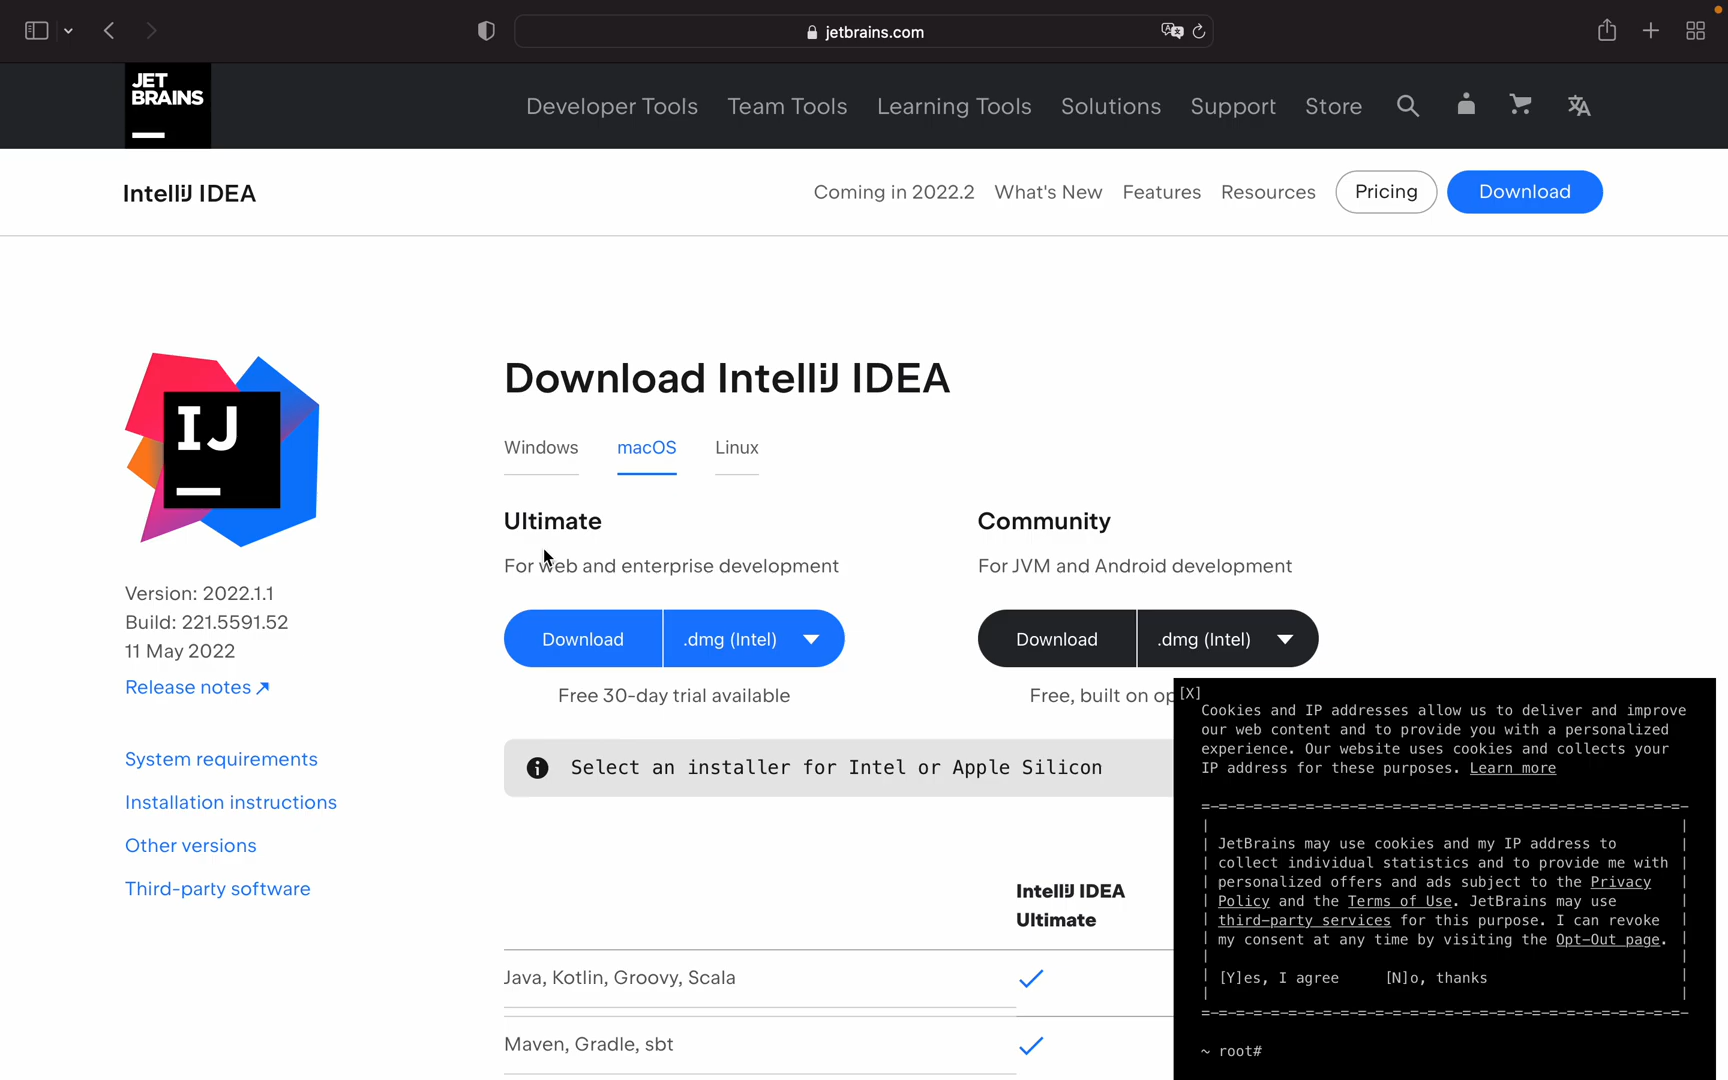 jetbrains.com
JET
BRAINS
Developer Tools Team Tools Learning Tools Solutions Support Store
IntelliJ IDEA
Coming in 2022.2 What's New Features Resources Pricing Download
IJ
Download IntelliJ IDEA
Windows macOS Linux
Ultimate
For web and enterprise development
Download .dmg (Intel)
Free 30-day trial available
Community
For JVM and Android development
Download .dmg (Intel)
Free, built on op
Version: 2022.1.1
Build: 221.5591.52
11 May 2022
Release notes ↗
System requirements
Installation instructions
Other versions
Third-party software
Select an installer for Intel or Apple Silicon
IntelliJ IDEA
Ultimate
Java, Kotlin, Groovy, Scala
Maven, Gradle, sbt
[X]
Cookies and IP addresses allow us to deliver and improve
our web content and to provide you with a personalized
experience. Our website uses cookies and collects your
IP address for these purposes. Learn more
JetBrains may use cookies and my IP address to
collect individual statistics and to provide me with
personalized offers and ads subject to the Privacy
Policy and the Terms of Use. JetBrains may use
third-party services for this purpose. I can revoke
my consent at any time by visiting the Opt-Out page.
[Y]es, I agree [N]o, thanks
~ root#